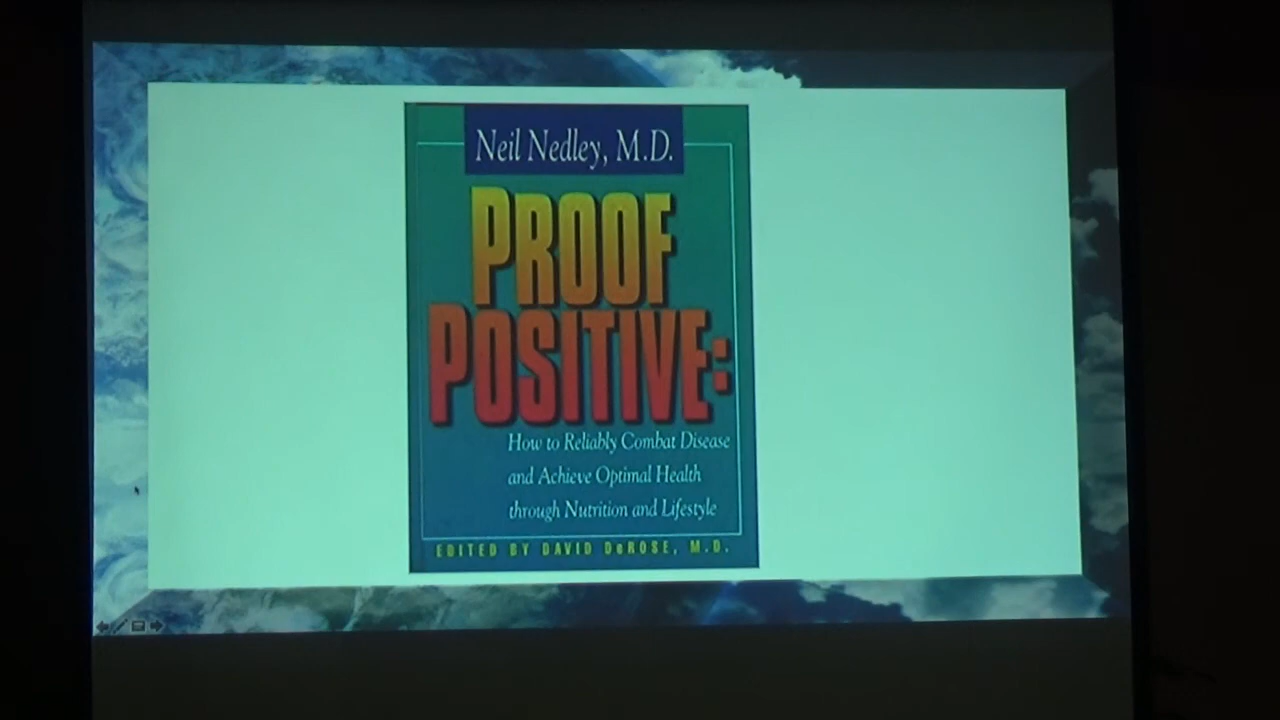 Neil Nedley, M.D.
PROOF
POSITIVE:
How to Reliably Combat Disease
and Achieve Optimal Health
through Nutrition and Lifestyle
EDITED BY DAVID DeROSE, M.D.